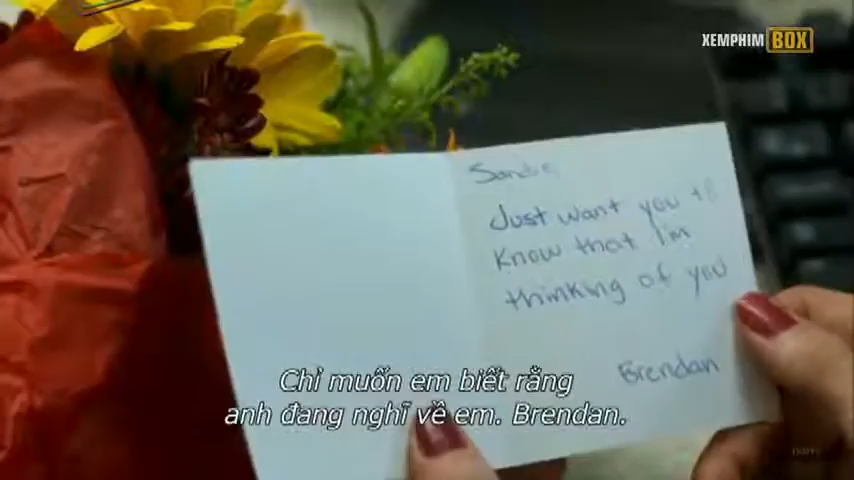 XEMPHIM BOX
Just want you to
Know that I'm
thinking of you
Brendan
Chỉ muốn em biết rằng
anh đang nghĩ về em. Brendan.